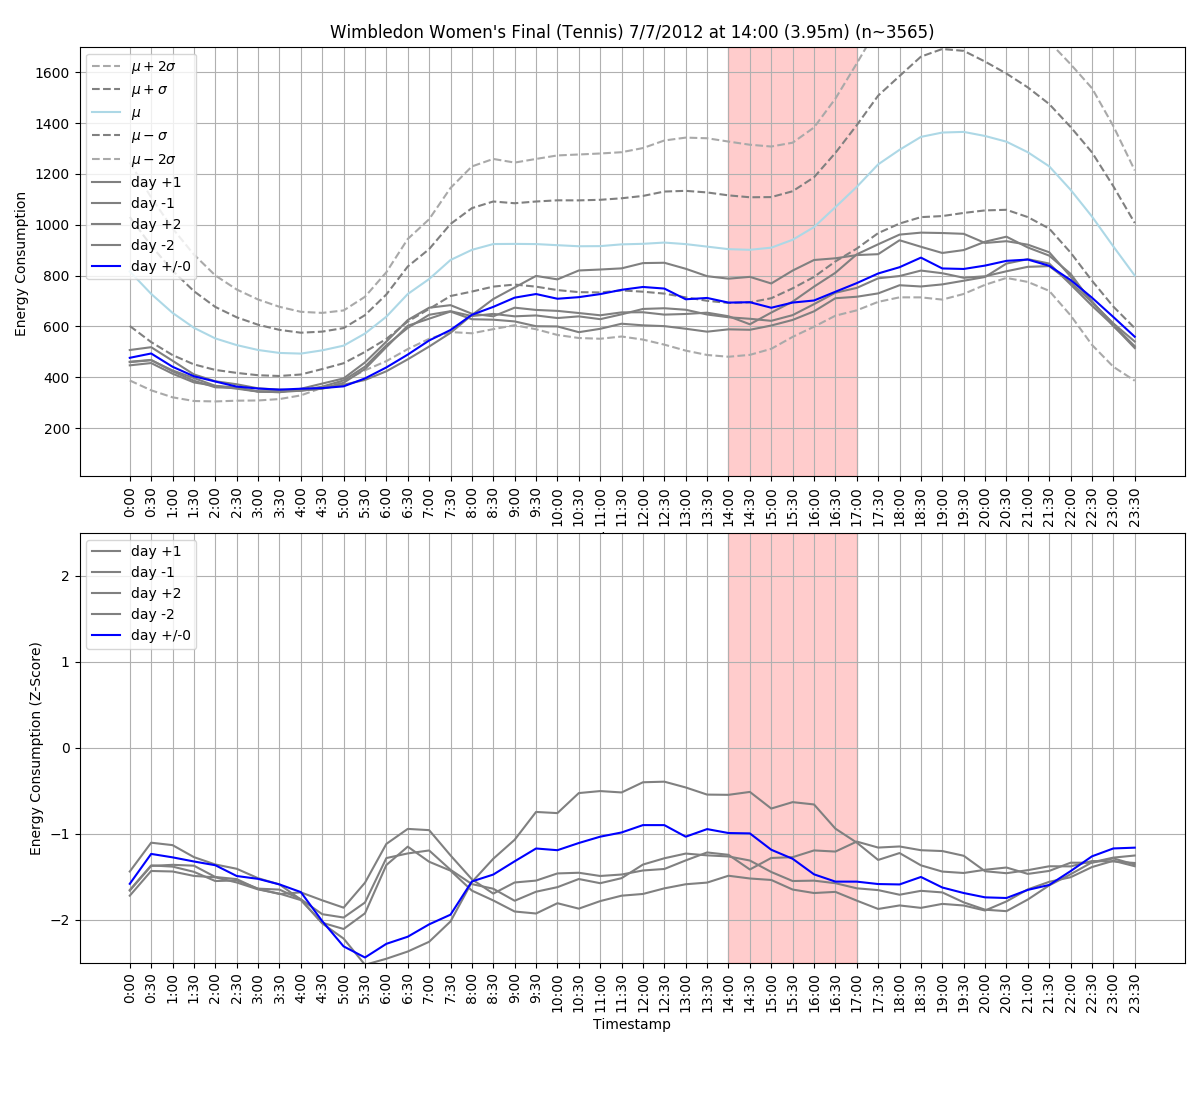 Wimbledon Women's Final (Tennis) 7/7/2012 at 14:00 (3.95m) (n~3565)
Energy Consumption
1600
1400
1200
1000
800
600
400
200
μ + 2σ
μ + σ
μ
μ − σ
μ − 2σ
day +1
day -1
day +2
day -2
day +/-0
0:00 0:30 1:00 1:30 2:00 2:30 3:00 3:30 4:00 4:30 5:00 5:30 6:00 6:30 7:00 7:30 8:00 8:30 9:00 9:30 10:00 10:30 11:00 11:30 12:00 12:30 13:00 13:30 14:00 14:30 15:00 15:30 16:00 16:30 17:00 17:30 18:00 18:30 19:00 19:30 20:00 20:30 21:00 21:30 22:00 22:30 23:00 23:30
Energy Consumption (Z-Score)
2
1
0
−1
−2
day +1
day -1
day +2
day -2
day +/-0
0:00 0:30 1:00 1:30 2:00 2:30 3:00 3:30 4:00 4:30 5:00 5:30 6:00 6:30 7:00 7:30 8:00 8:30 9:00 9:30 10:00 10:30 11:00 11:30 12:00 12:30 13:00 13:30 14:00 14:30 15:00 15:30 16:00 16:30 17:00 17:30 18:00 18:30 19:00 19:30 20:00 20:30 21:00 21:30 22:00 22:30 23:00 23:30
Timestamp